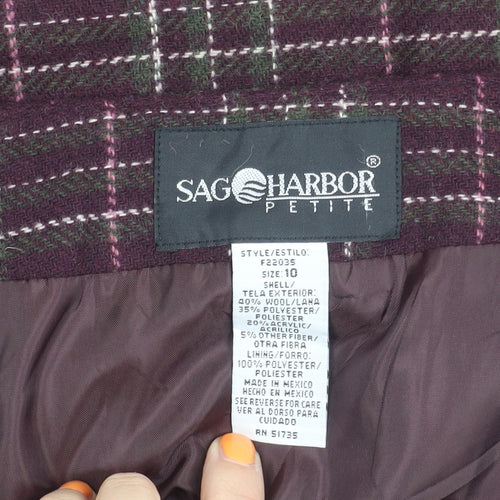 SAG HARBOR ®
PETITE
STYLE/ESTILO:
F22035
SIZE: 10
SHELL/
TELA EXTERIOR:
40% WOOL/LANA
35% POLYESTER/
POLIESTER
20% ACRYLIC/
ACRILICO
5% OTHER FIBER/
OTRA FIBRA
LINING/FORRO:
100% POLYESTER/
POLIESTER
MADE IN MEXICO
HECHO EN MEXICO
SEE REVERSE FOR CARE
VER AL DORSO PARA
CUIDADO
RN 51735